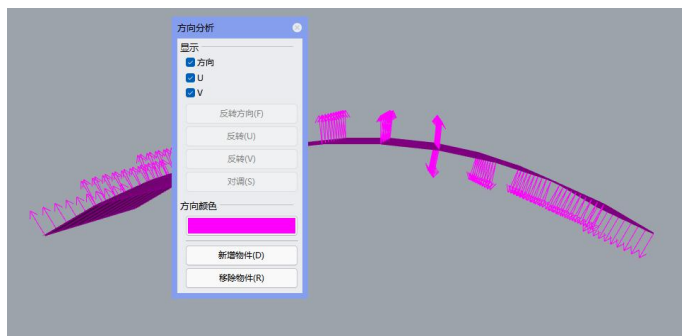 方向分析
显示
方向
U
V
反转方向(F)
反转(U)
反转(V)
对调(S)
方向颜色
新增物件(D)
移除物件(R)